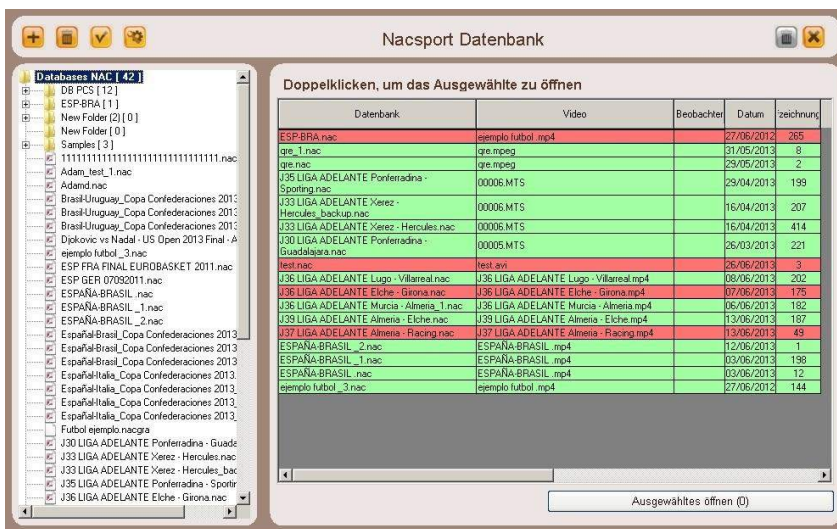 Nacsport Datenbank
Databases NAC [ 42 ]
DB PCS [ 12 ]
ESP-BRA [ 1 ]
New Folder (2) [ 0 ]
New Folder [ 0 ]
Samples [ 3 ]
Adam_test_1.nac
Adamd.nac
Brasil-Uruguay_Copa Confederaciones 2013
Brasil-Uruguay_Copa Confederaciones 2013
Brasil-Uruguay_Copa Confederaciones 2013
Djokovic vs Nadal - US Open 2013 Final - A
ejemplo futbol _3.nac
ESP FRA FINAL EUROBASKET 2011.nac
ESP GER 07092011.nac
ESPAÑA-BRASIL .nac
ESPAÑA-BRASIL _1.nac
ESPAÑA-BRASIL _2.nac
Español-Brasil_Copa Confederaciones 2013
Español-Brasil_Copa Confederaciones 2013
Español-Brasil_Copa Confederaciones 2013
Español-Italia_Copa Confederaciones 2013.
Español-Italia_Copa Confederaciones 2013_
Español-Italia_Copa Confederaciones 2013_
Español-Italia_Copa Confederaciones 2013_
Futbol ejemplo.nacgra
J30 LIGA ADELANTE Ponferradina - Guada
J33 LIGA ADELANTE Xerez - Hercules.nac
J33 LIGA ADELANTE Xerez - Hercules_bac
J35 LIGA ADELANTE Ponferradina - Sportir
J36 LIGA ADELANTE Elche - Girona.nac
Doppelklicken, um das Ausgewählte zu öffnen
Datenbank Video Beobachter Datum zeichnung
ESP-BRA.nac ejemplo futbol .mp4 27/06/2012 265
qre_1.nac qre.mpeg 31/05/2013 8
qre.nac qre.mpeg 29/05/2013 2
J35 LIGA ADELANTE Ponferradina -
Sporting.nac 00006.MTS 29/04/2013 199
J33 LIGA ADELANTE Xerez -
Hercules_backup.nac 00006.MTS 16/04/2013 207
J33 LIGA ADELANTE Xerez - Hercules.nac 00006.MTS 16/04/2013 414
J30 LIGA ADELANTE Ponferradina -
Guadalajara.nac 00005.MTS 26/03/2013 221
test.nac test.avi 26/06/2013 3
J36 LIGA ADELANTE Lugo - Villarreal.nac J36 LIGA ADELANTE Lugo - Villarreal.mp4 08/06/2013 202
J36 LIGA ADELANTE Elche - Girona.nac J36 LIGA ADELANTE Elche - Girona.mp4 07/06/2013 175
J36 LIGA ADELANTE Murcia - Almeria_1.nac J36 LIGA ADELANTE Murcia - Almeria.mp4 06/06/2013 182
J39 LIGA ADELANTE Almeria - Elche.nac J39 LIGA ADELANTE Almeria - Elche.mp4 13/06/2013 187
J37 LIGA ADELANTE Almeria - Racing.nac J37 LIGA ADELANTE Almeria - Racing.mp4 13/06/2013 49
ESPAÑA-BRASIL _2.nac ESPAÑA-BRASIL .mp4 12/06/2013 1
ESPAÑA-BRASIL _1.nac ESPAÑA-BRASIL .mp4 03/06/2013 198
ESPAÑA-BRASIL .nac ESPAÑA-BRASIL .mp4 03/06/2013 12
ejemplo futbol _3.nac ejemplo futbol .mp4 27/06/2012 144
Ausgewähltes öffnen (0)